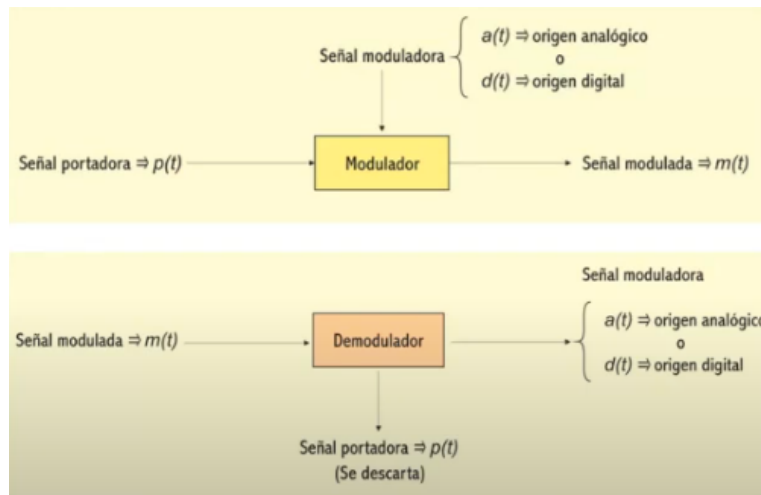 Señal moduladora
a(t) ⇒ origen analógico
o
d(t) ⇒ origen digital
Señal portadora ⇒ p(t)
Modulador
Señal modulada ⇒ m(t)
Señal moduladora
a(t) ⇒ origen analógico
o
d(t) ⇒ origen digital
Señal modulada ⇒ m(t)
Demodulador
Señal portadora ⇒ p(t)
(Se descarta)